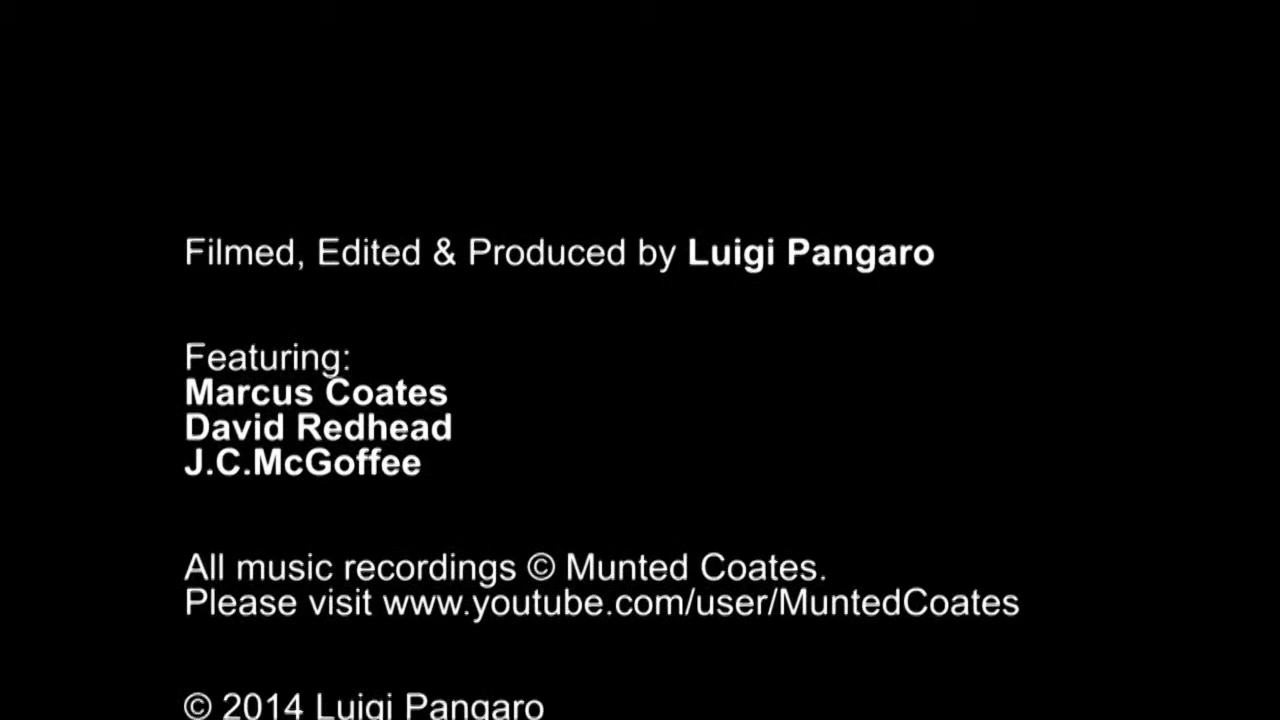 Filmed, Edited & Produced by Luigi Pangaro
Featuring:
Marcus Coates
David Redhead
J.C.McGoffee
All music recordings © Munted Coates.
Please visit www.youtube.com/user/MuntedCoates
© 2014 Luigi Pangaro